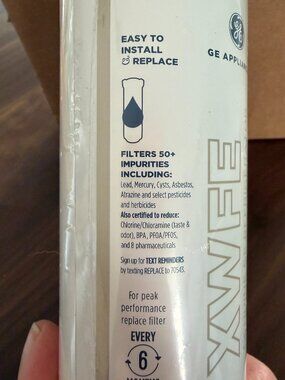 EASY TO
INSTALL
& REPLACE
GE APPLIAN
FILTERS 50+
IMPURITIES
INCLUDING:
Lead, Mercury, Cysts, Asbestos,
Atrazine and select pesticides
and herbicides
Also certified to reduce:
Chlorine/Chloramine (taste &
odor), BPA, PFOA/PFOS,
and 8 pharmaceuticals
Sign up for TEXT REMINDERS
by texting REPLACE to 70543.
For peak
performance
replace filter
EVERY
6
XWFE